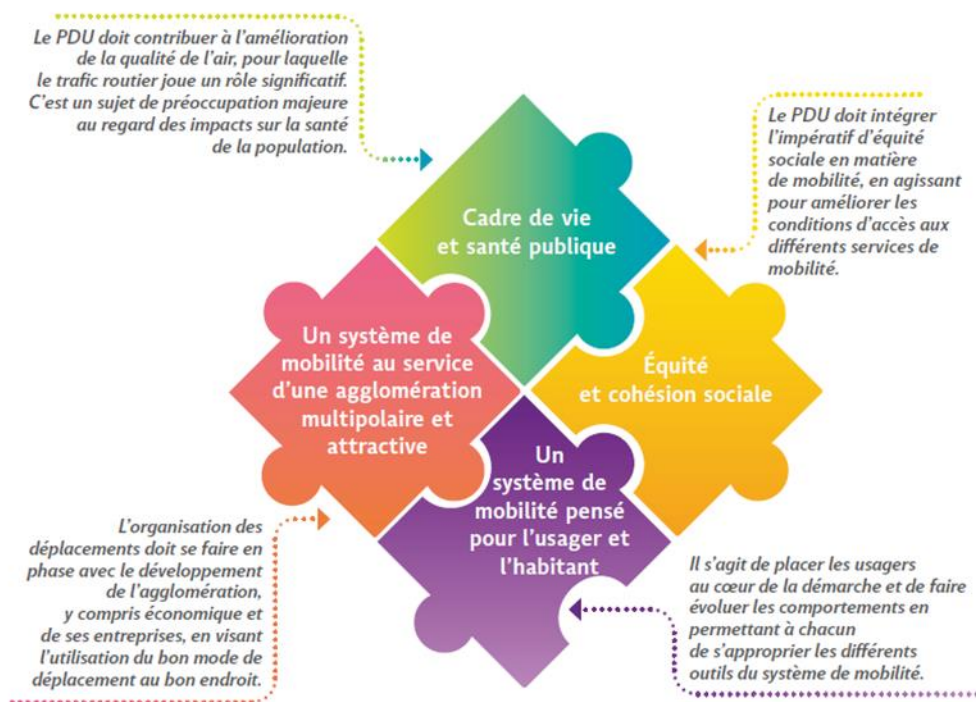 Le PDU doit contribuer à l'amélioration
de la qualité de l'air, pour laquelle
le trafic routier joue un rôle significatif.
C'est un sujet de préoccupation majeure
au regard des impacts sur la santé
de la population.
Le PDU doit intégrer
l'impératif d'équité
sociale en matière
de mobilité, en agissant
pour améliorer les
conditions d'accès aux
différents services de
mobilité.
Cadre de vie
et santé publique
Un système de
mobilité au service
d'une agglomération
multipolaire et
attractive
Équité
et cohésion sociale
Un
système de
mobilité pensé
pour l'usager et
l'habitant
L'organisation des
déplacements doit se faire en
phase avec le développement
de l'agglomération,
y compris économique et
de ses entreprises, en visant
l'utilisation du bon mode de
déplacement au bon endroit.
Il s'agit de placer les usagers
au cœur de la démarche et de faire
évoluer les comportements en
permettant à chacun
de s'approprier les différents
outils du système de mobilité.